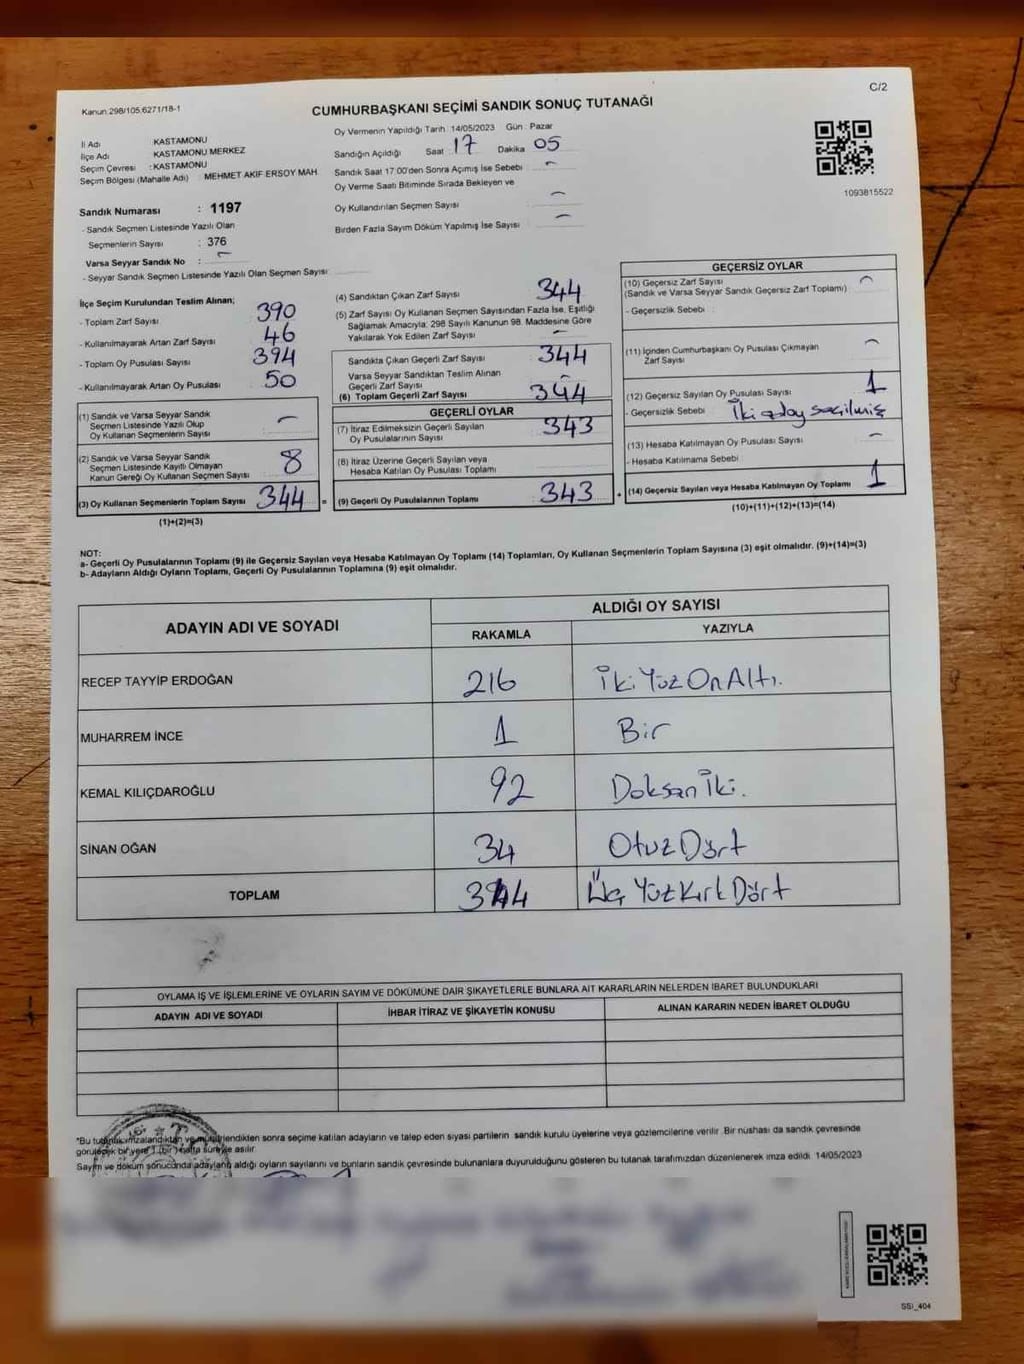 C/2
Kanun 298/105,6271/18-1
CUMHURBAŞKANI SEÇİMİ SANDIK SONUÇ TUTANAĞI
İl Adı KASTAMONU
İlçe Adı KASTAMONU MERKEZ
Seçim Çevresi : KASTAMONU
Seçim Bölgesi (Mahalle Adı) : MEHMET AKİF ERSOY MAH.
Oy Vermenin Yapıldığı Tarih 14/05/2023 Gün : Pazar
Sandığın Açıldığı Saat 17 Dakika 05
Sandık Saat 17.00'den Sonra Açımış İse Sebebi :
Oy Verme Saati Bitiminde Sırada Bekleyen ve
Oy Kullandırılan Seçmen Sayısı
Birden Fazla Sayım Döküm Yapılmış İse Sayısı :
1093815522
Sandık Numarası : 1197
- Sandık Seçmen Listesinde Yazılı Olan
Seçmenlerin Sayısı : 376
Varsa Seyyar Sandık No :
- Seyyar Sandık Seçmen Listesinde Yazılı Olan Seçmen Sayısı
İlçe Seçim Kurulundan Teslim Alınan;
- Toplam Zarf Sayısı 390
- Kullanılmayarak Artan Zarf Sayısı 46
- Toplam Oy Pusulası Sayısı 394
- Kullanılmayarak Artan Oy Pusulası 50
(1) Sandık ve Varsa Seyyar Sandık
Seçmen Listesinde Yazılı Olup
Oy Kullanan Seçmenlerin Sayısı
(2) Sandık ve Varsa Seyyar Sandık
Seçmen Listesinde Kayıtlı Olmayan
Kanun Gereği Oy Kullanan Seçmen Sayısı 8
(3) Oy Kullanan Seçmenlerin Toplam Sayısı 344 =
(1)+(2)=(3)
(4) Sandıktan Çıkan Zarf Sayısı 344
(5) Zarf Sayısı Oy Kullanan Seçmen Sayısından Fazla İse, Eşitliği
Sağlamak Amacıyla, 298 Sayılı Kanunun 98. Maddesine Göre
Yakılarak Yok Edilen Zarf Sayısı
Sandıkta Çıkan Geçerli Zarf Sayısı 344
Varsa Seyyar Sandıktan Teslim Alınan
Geçerli Zarf Sayısı
(6) Toplam Geçerli Zarf Sayısı 344
GEÇERLİ OYLAR
(7) İtiraz Edilmeksizin Geçerli Sayılan
Oy Pusulalarının Sayısı 343
(8) İtiraz Üzerine Geçerli Sayılan veya
Hesaba Katılan Oy Pusulası Toplamı
(9) Geçerli Oy Pusulalarının Toplamı 343 +
GEÇERSİZ OYLAR
(10) Geçersiz Zarf Sayısı
(Sandık ve Varsa Seyyar Sandık Geçersiz Zarf Toplamı)
- Geçersizlik Sebebi :
(11) İçinden Cumhurbaşkanı Oy Pusulası Çıkmayan
Zarf Sayısı
(12) Geçersiz Sayılan Oy Pusulası Sayısı 1
- Geçersizlik Sebebi İki aday seçilmiş
(13) Hesaba Katılmayan Oy Pusulası Sayısı
- Hesaba Katılmama Sebebi
(14) Geçersiz Sayılan veya Hesaba Katılmayan Oy Toplamı 1
(10)+(11)+(12)+(13)=(14)
NOT:
a- Geçerli Oy Pusulalarının Toplamı (9) ile Geçersiz Sayılan veya Hesaba Katılmayan Oy Toplamı (14) Toplamları, Oy Kullanan Seçmenlerin Toplam Sayısına (3) eşit olmalıdır. (9)+(14)=(3)
b- Adayların Aldığı Oyların Toplamı, Geçerli Oy Pusulalarının Toplamına (9) eşit olmalıdır.
ADAYIN ADI VE SOYADI ALDIĞI OY SAYISI
RAKAMLA YAZIYLA
RECEP TAYYİP ERDOĞAN 216 İki Yüz On Altı.
MUHARREM İNCE 1 Bir
KEMAL KILIÇDAROĞLU 92 Doksan İki.
SİNAN OĞAN 34 Otuz Dört
TOPLAM 344 Üç Yüz Kırk Dört
OYLAMA İŞ VE İŞLEMLERİNE VE OYLARIN SAYIM VE DÖKÜMÜNE DAİR ŞİKAYETLERLE BUNLARA AİT KARARLARIN NELERDEN İBARET BULUNDUKLARI
ADAYIN ADI VE SOYADI İHBAR İTİRAZ VE ŞİKAYETİN KONUSU ALINAN KARARIN NEDEN İBARET OLDUĞU
*Bu tutanak imzalandıktan ve mühürlendikten sonra seçime katılan adayların ve talep eden siyasi partilerin sandık kurulu üyelerine veya gözlemcilerine verilir. Bir nüshası da sandık çevresinde
görülecek bir yere 1 (bir) hafta süreyle asılır.
Sayım ve döküm sonucunda adayların aldığı oyların sayılarını ve bunların sandık çevresinde bulunanlara duyurulduğunu gösteren bu tutanak tarafımızdan düzenlenerek imza edildi. 14/05/2023
SSI_404